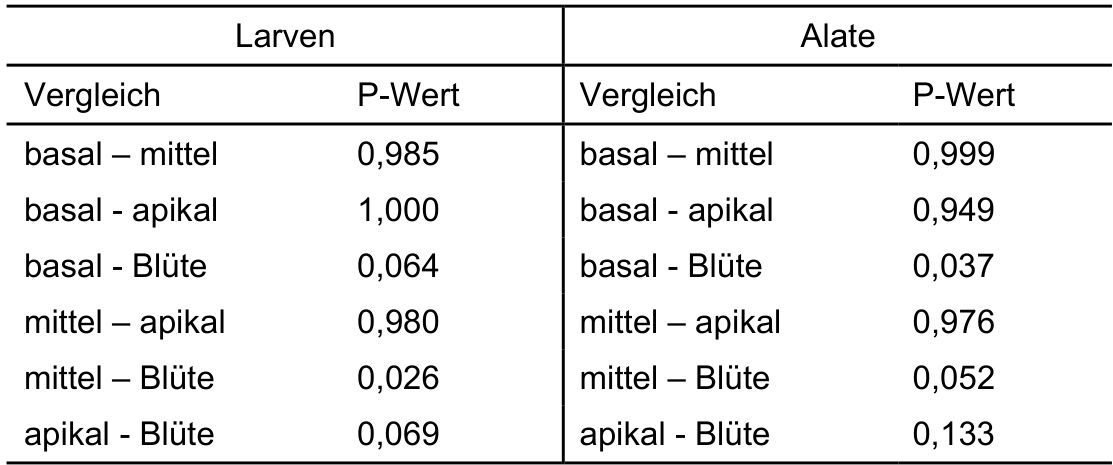 Larven Alate
Vergleich P-Wert Vergleich P-Wert
basal – mittel 0,985 basal – mittel 0,999
basal - apikal 1,000 basal - apikal 0,949
basal - Blüte 0,064 basal - Blüte 0,037
mittel – apikal 0,980 mittel – apikal 0,976
mittel – Blüte 0,026 mittel – Blüte 0,052
apikal - Blüte 0,069 apikal - Blüte 0,133